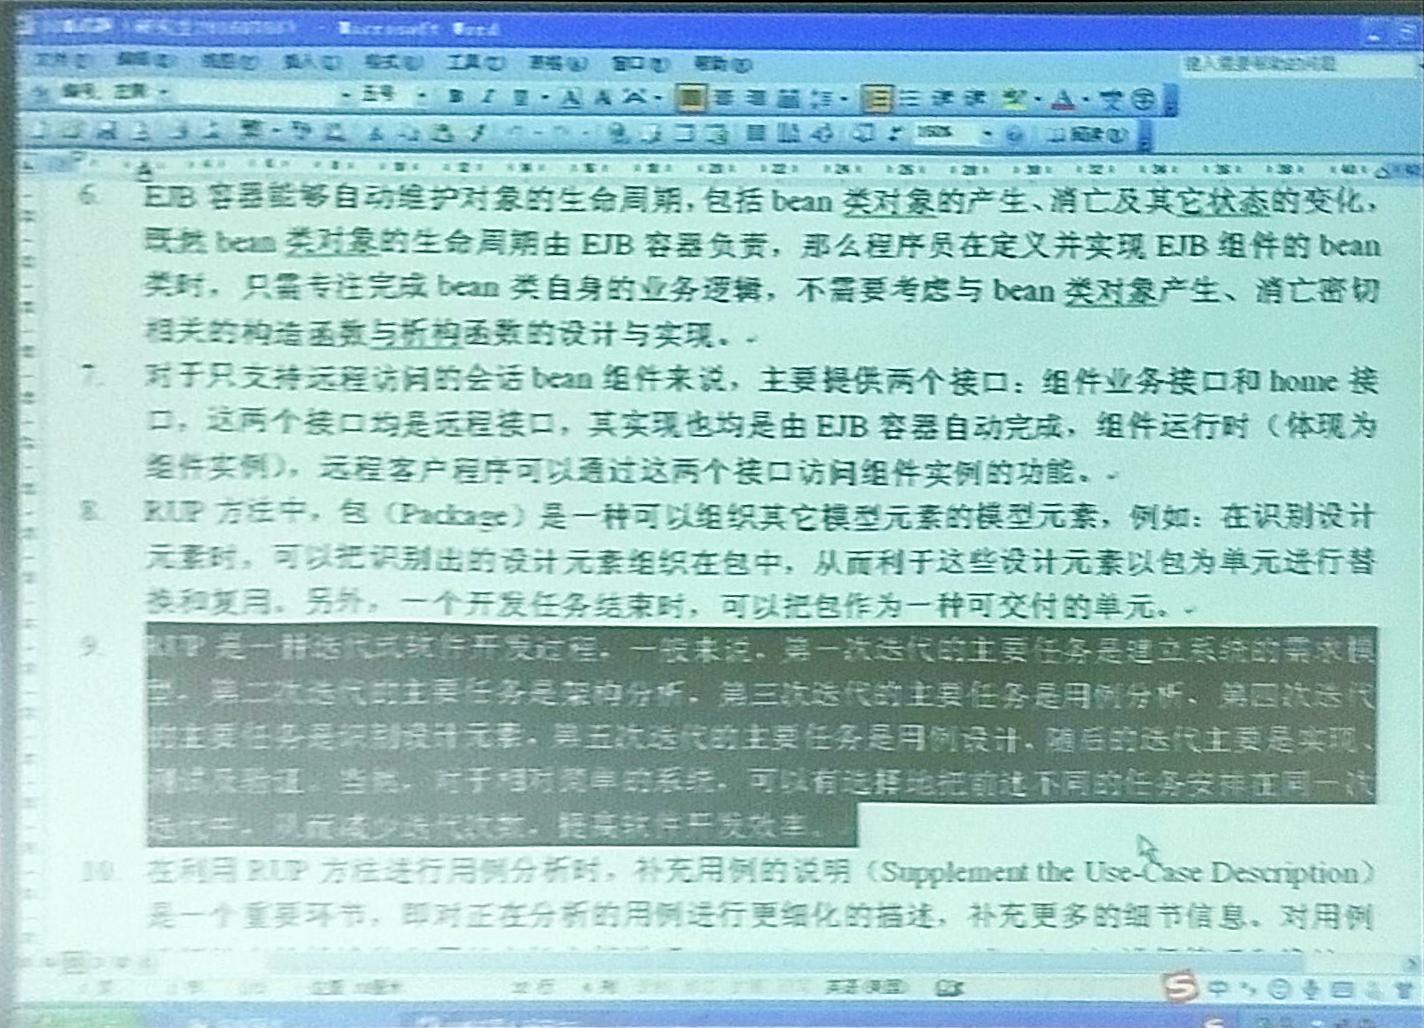 Microsoft Word
插入(I) 格式(O) 工具(T) 表格(A) 窗口(W) 帮助(H)
键入需要帮助的问题
五号 B I U A A
150% 阅读(R)
6. EJB 容器能够自动维护对象的生命周期，包括 bean 类对象的产生、消亡及其它状态的变化，
既然 bean 类对象的生命周期由 EJB 容器负责，那么程序员在定义并实现 EJB 组件的 bean
类时，只需专注完成 bean 类自身的业务逻辑，不需要考虑与 bean 类对象产生、消亡密切
相关的构造函数与析构函数的设计与实现。
7. 对于只支持远程访问的会话 bean 组件来说，主要提供两个接口：组件业务接口和 home 接
口，这两个接口均是远程接口，其实现也均是由 EJB 容器自动完成，组件运行时（体现为
组件实例），远程客户程序可以通过这两个接口访问组件实例的功能。
8. RUP 方法中，包（Package）是一种可以组织其它模型元素的模型元素，例如：在识别设计
元素时，可以把识别出的设计元素组织在包中，从而利于这些设计元素以包为单元进行替
换和复用。另外，一个开发任务结束时，可以把包作为一种可交付的单元。
9. RUP 是一种迭代式软件开发过程，一般来说，第一次迭代的主要任务是建立系统的需求模
型，第二次迭代的主要任务是架构分析，第三次迭代的主要任务是用例分析，第四次迭代
的主要任务是识别设计元素，第五次迭代的主要任务是用例设计，随后的迭代主要是实现、
测试及验证。当然，对于相对简单的系统，可以有选择地把前述不同的任务安排在同一次
迭代中，从而减少迭代次数，提高软件开发效率。
10. 在利用 RUP 方法进行用例分析时，补充用例的说明（Supplement the Use-Case Description）
是一个重要环节，即对正在分析的用例进行更细化的描述，补充更多的细节信息。对用例
英语(美国) S 中